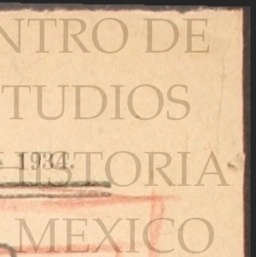 NTRO DE
TUDIOS
1934.
HISTORIA
MEXICO